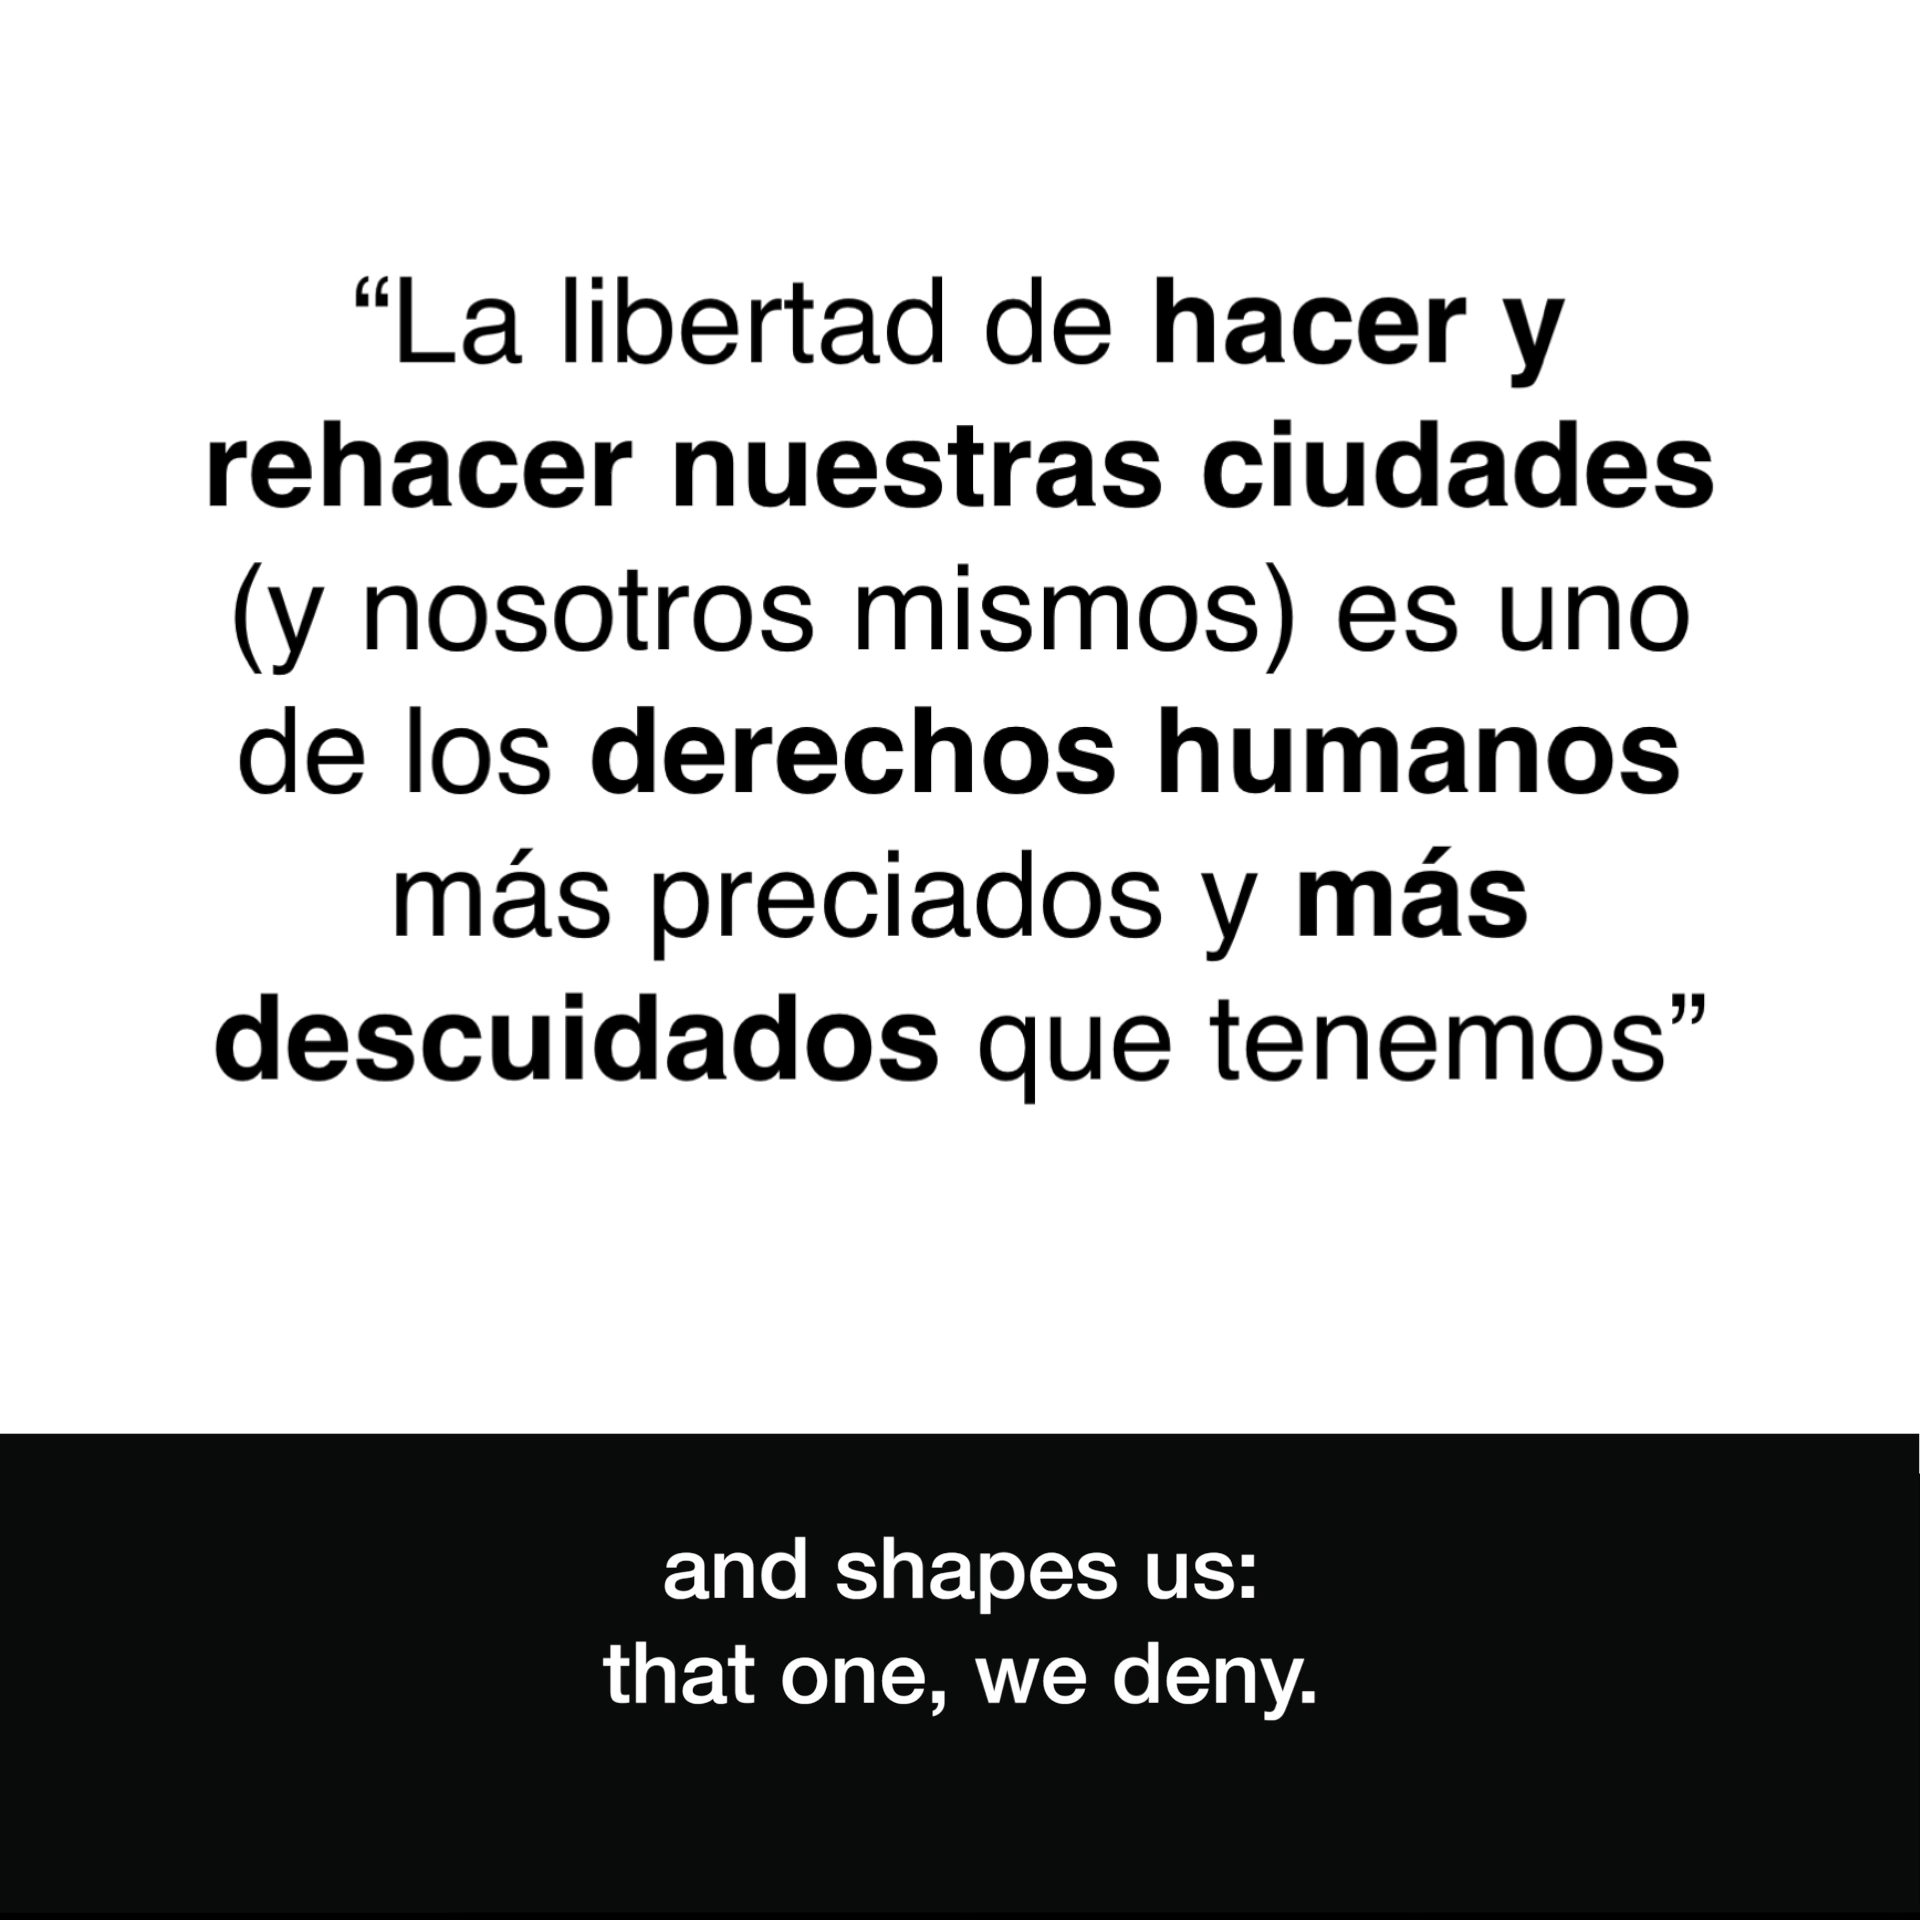 “La libertad de hacer y
rehacer nuestras ciudades
(y nosotros mismos) es uno
de los derechos humanos
más preciados y más
descuidados que tenemos”
and shapes us:
that one, we deny.